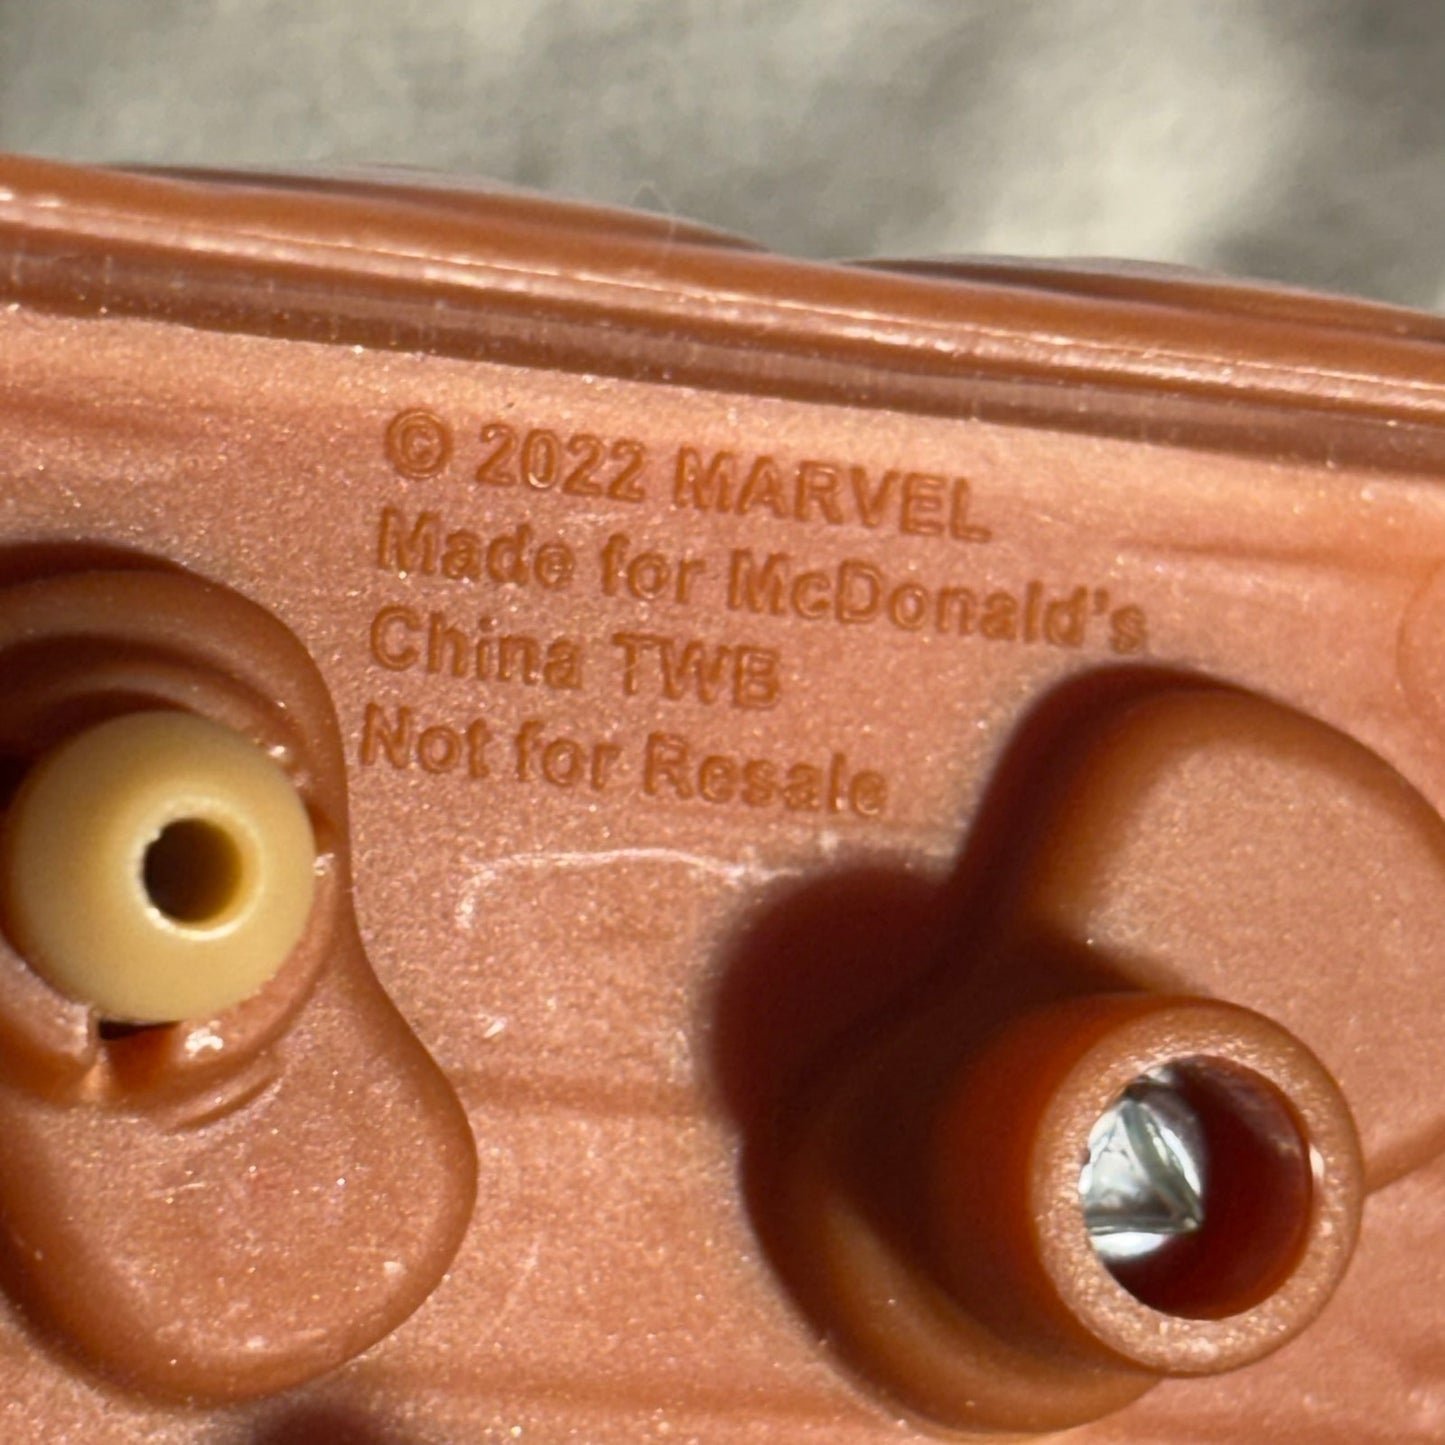 © 2022 MARVEL
Made for McDonald's
China TWB
Not for Resale